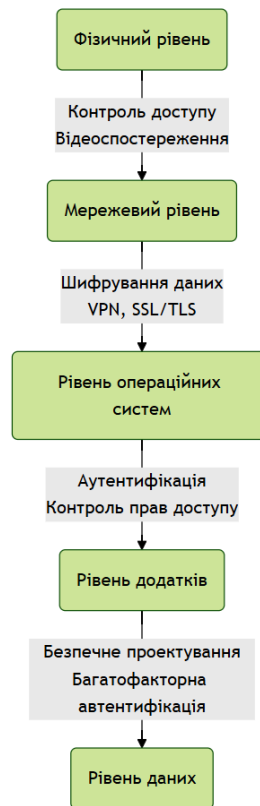 Фізичний рівень
Контроль доступу
Відеоспостереження
Мережевий рівень
Шифрування даних
VPN, SSL/TLS
Рівень операційних
систем
Аутентифікація
Контроль прав доступу
Рівень додатків
Безпечне проектування
Багатофакторна
автентифікація
Рівень даних